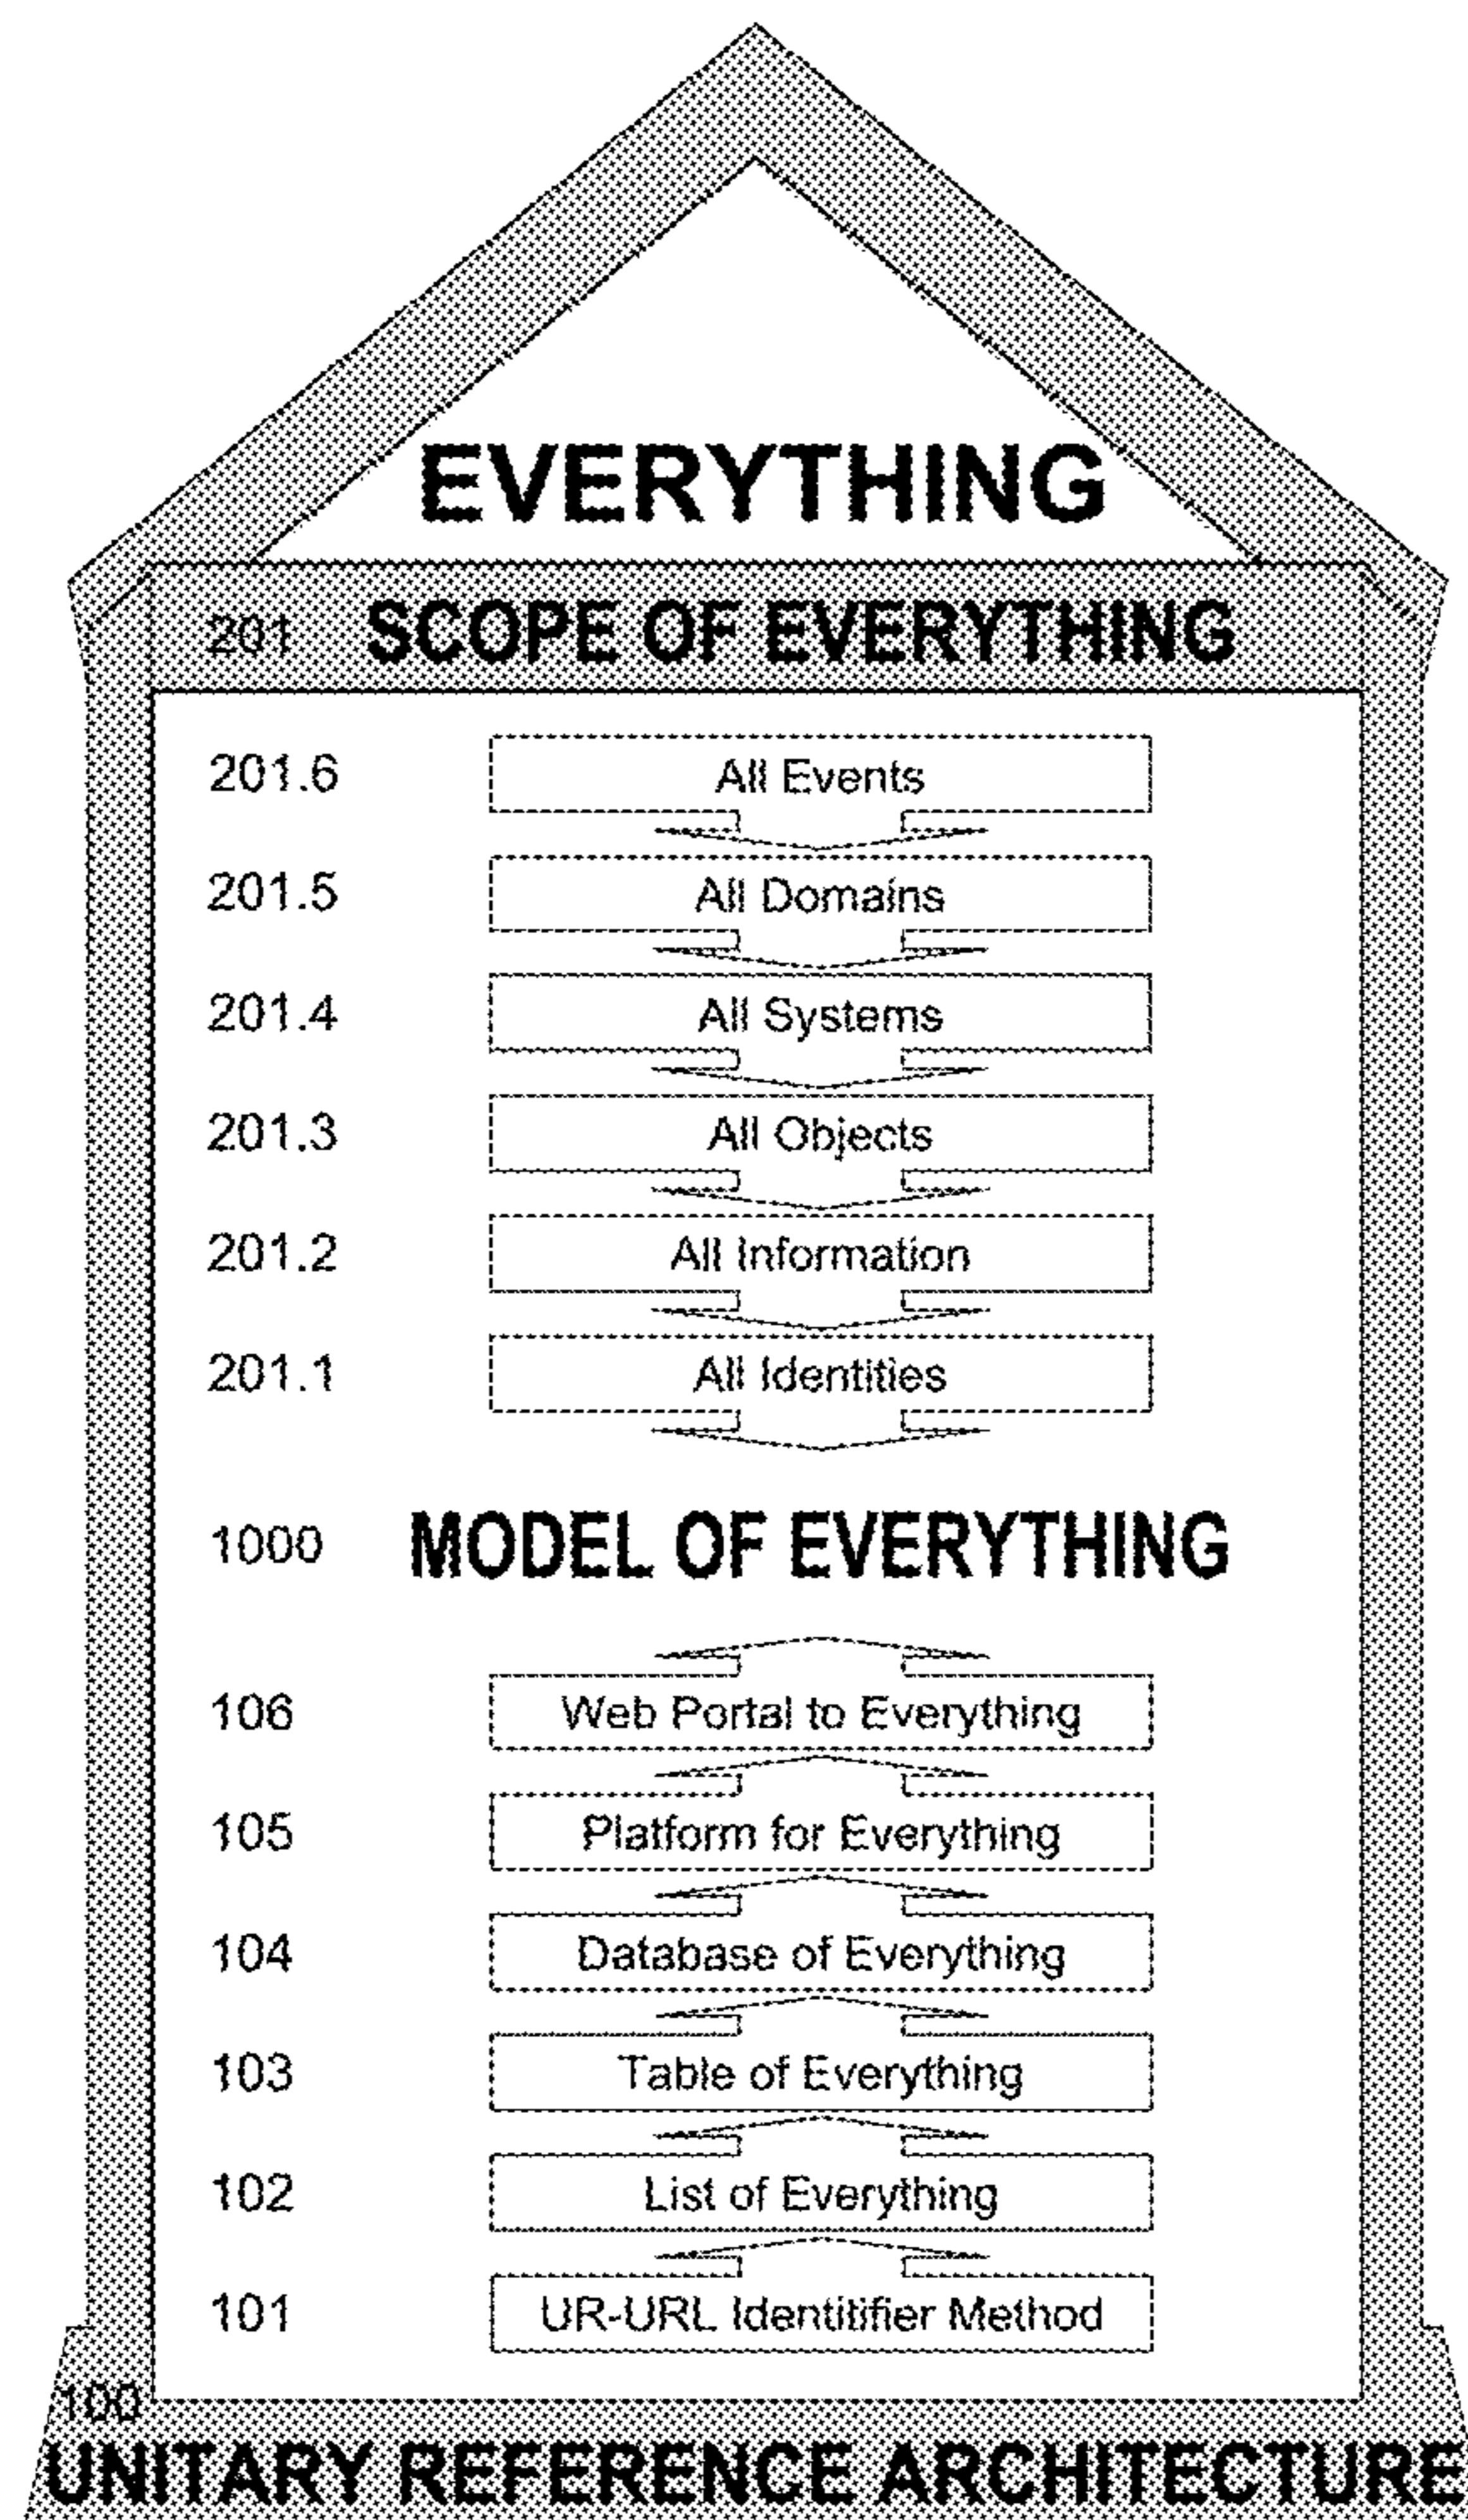 EVERYTHING
201 SCOPE OF EVERYTHING
201.6 All Events
201.5 All Domains
201.4 All Systems
201.3 All Objects
201.2 All Information
201.1 All Identities
1000 MODEL OF EVERYTHING
106 Web Portal to Everything
105 Platform for Everything
104 Database of Everything
103 Table of Everything
102 List of Everything
101 UR-URL Identitifier Method
100
UNITARY REFERENCE ARCHITECTURE